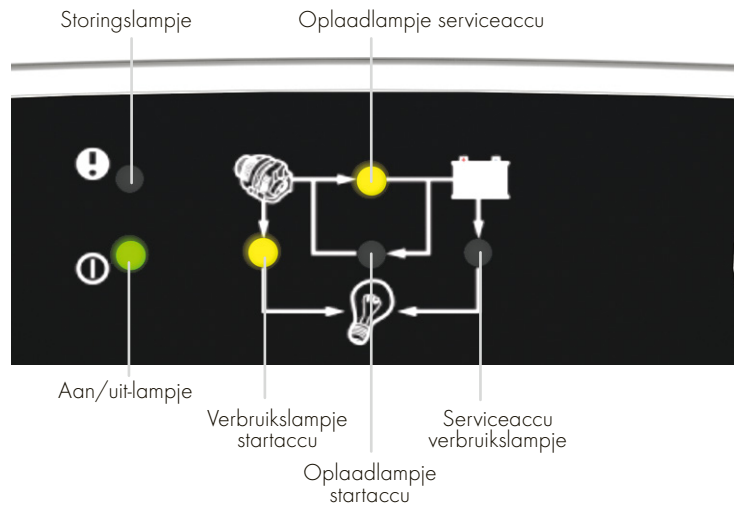 Storingslampje
Oplaadlampje serviceaccu
Aan/uit-lampje
Verbruikslampje
startaccu
Serviceaccu
verbruikslampje
Oplaadlampje
startaccu